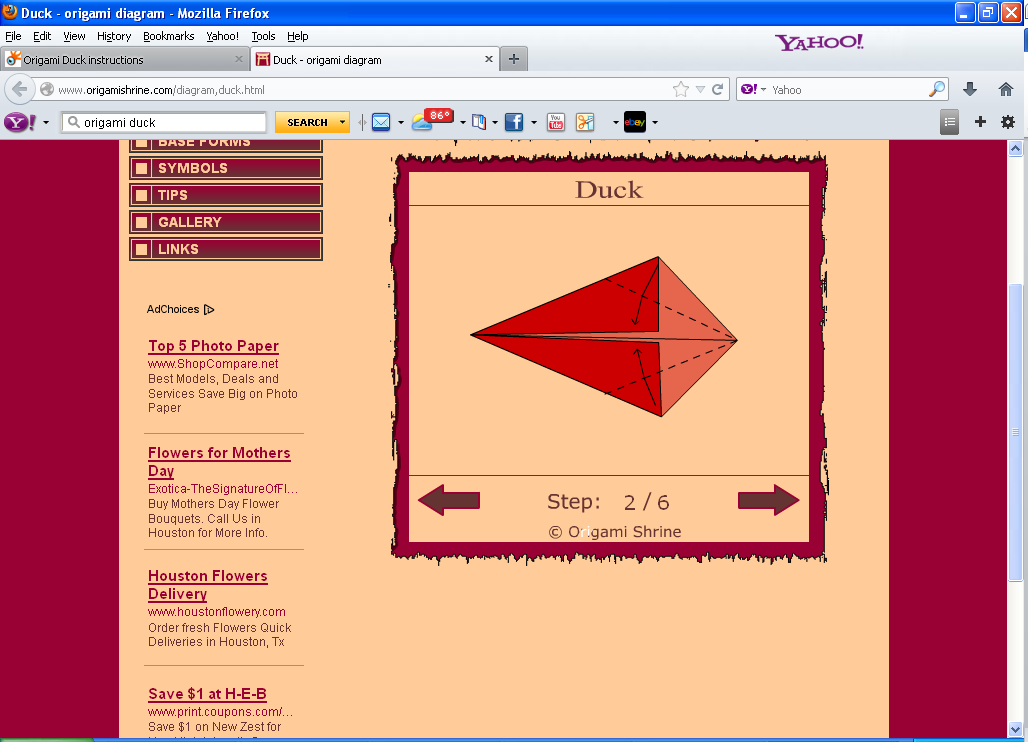 Duck - origami diagram - Mozilla Firefox
File Edit View History Bookmarks Yahoo! Tools Help
YAHOO!
Origami Duck instructions
Duck - origami diagram
www.origamishrine.com/diagram,duck.html
Y! Yahoo
Y! origami duck SEARCH 86° You Tube ebay
BASE FORMS
SYMBOLS
TIPS
GALLERY
LINKS
Duck
AdChoices
Top 5 Photo Paper
www.ShopCompare.net
Best Models, Deals and
Services Save Big on Photo
Paper
Flowers for Mothers
Day
Exotica-TheSignatureOfFl...
Buy Mothers Day Flower
Bouquets. Call Us in
Houston for More Info.
Step: 2 / 6
© Origami Shrine
Houston Flowers
Delivery
www.houstonflowery.com
Order fresh Flowers Quick
Deliveries in Houston, Tx
Save $1 at H-E-B
www.print.coupons.com/...
Save $1 on New Zest for